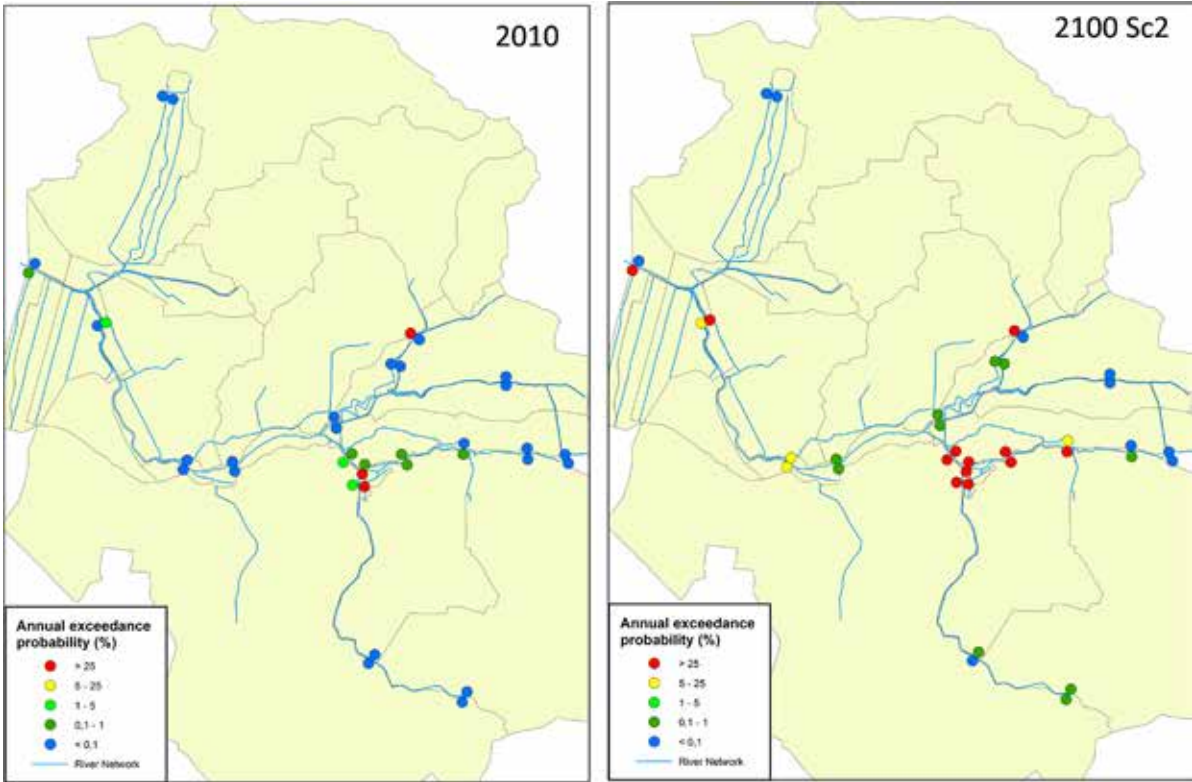 2010
Annual exceedance
probability (%)
> 25
5 - 25
1 - 5
0,1 - 1
< 0,1
River Network
2100 Sc2
Annual exceedance
probability (%)
> 25
5 - 25
1 - 5
0,1 - 1
< 0,1
River Network